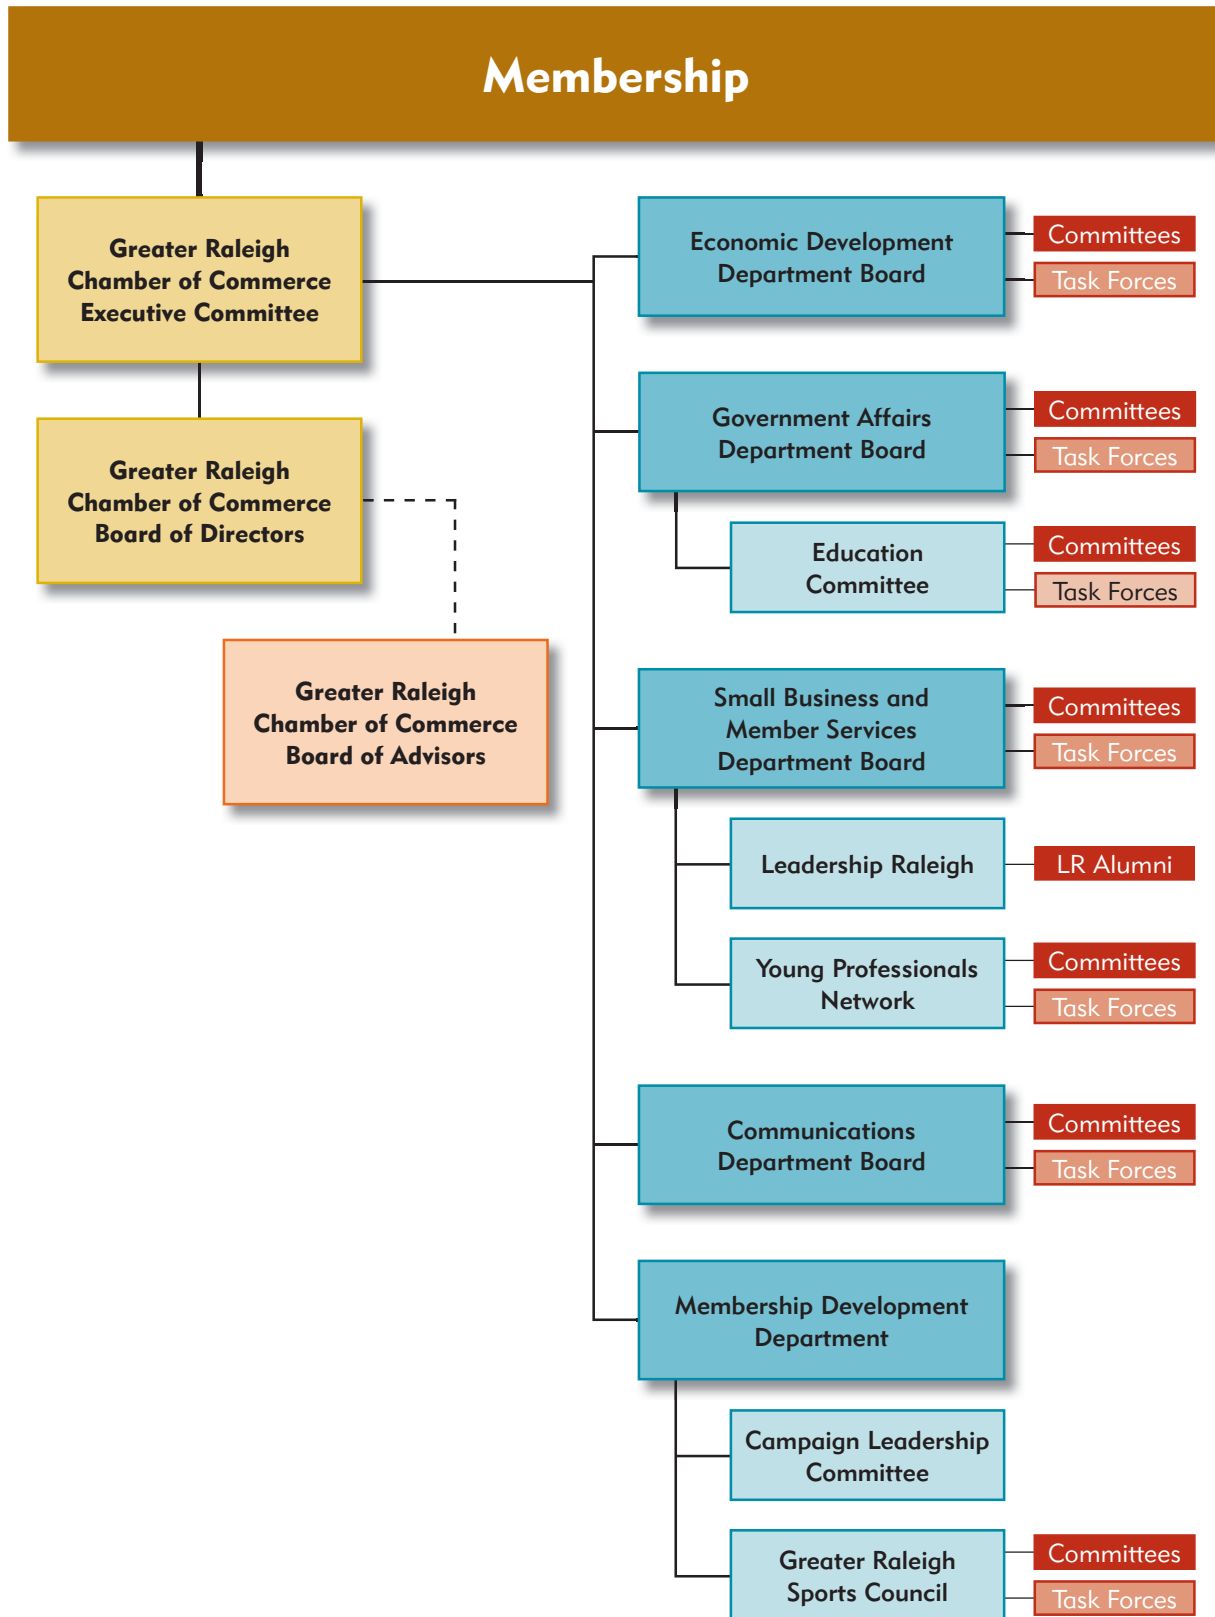 Membership
Greater Raleigh
Chamber of Commerce
Executive Committee
Greater Raleigh
Chamber of Commerce
Board of Directors
Greater Raleigh
Chamber of Commerce
Board of Advisors
Economic Development
Department Board
Committees
Task Forces
Government Affairs
Department Board
Committees
Task Forces
Education
Committee
Committees
Task Forces
Small Business and
Member Services
Department Board
Committees
Task Forces
Leadership Raleigh
LR Alumni
Young Professionals
Network
Committees
Task Forces
Communications
Department Board
Committees
Task Forces
Membership Development
Department
Campaign Leadership
Committee
Greater Raleigh
Sports Council
Committees
Task Forces